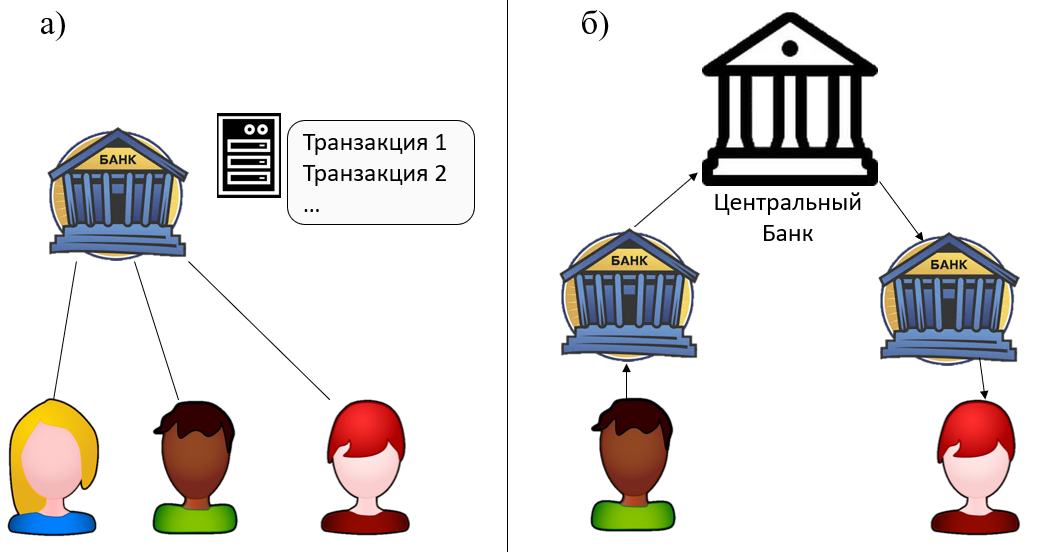 а)
БАНК
Транзакция 1
Транзакция 2
...
б)
Центральный
Банк
БАНК
БАНК